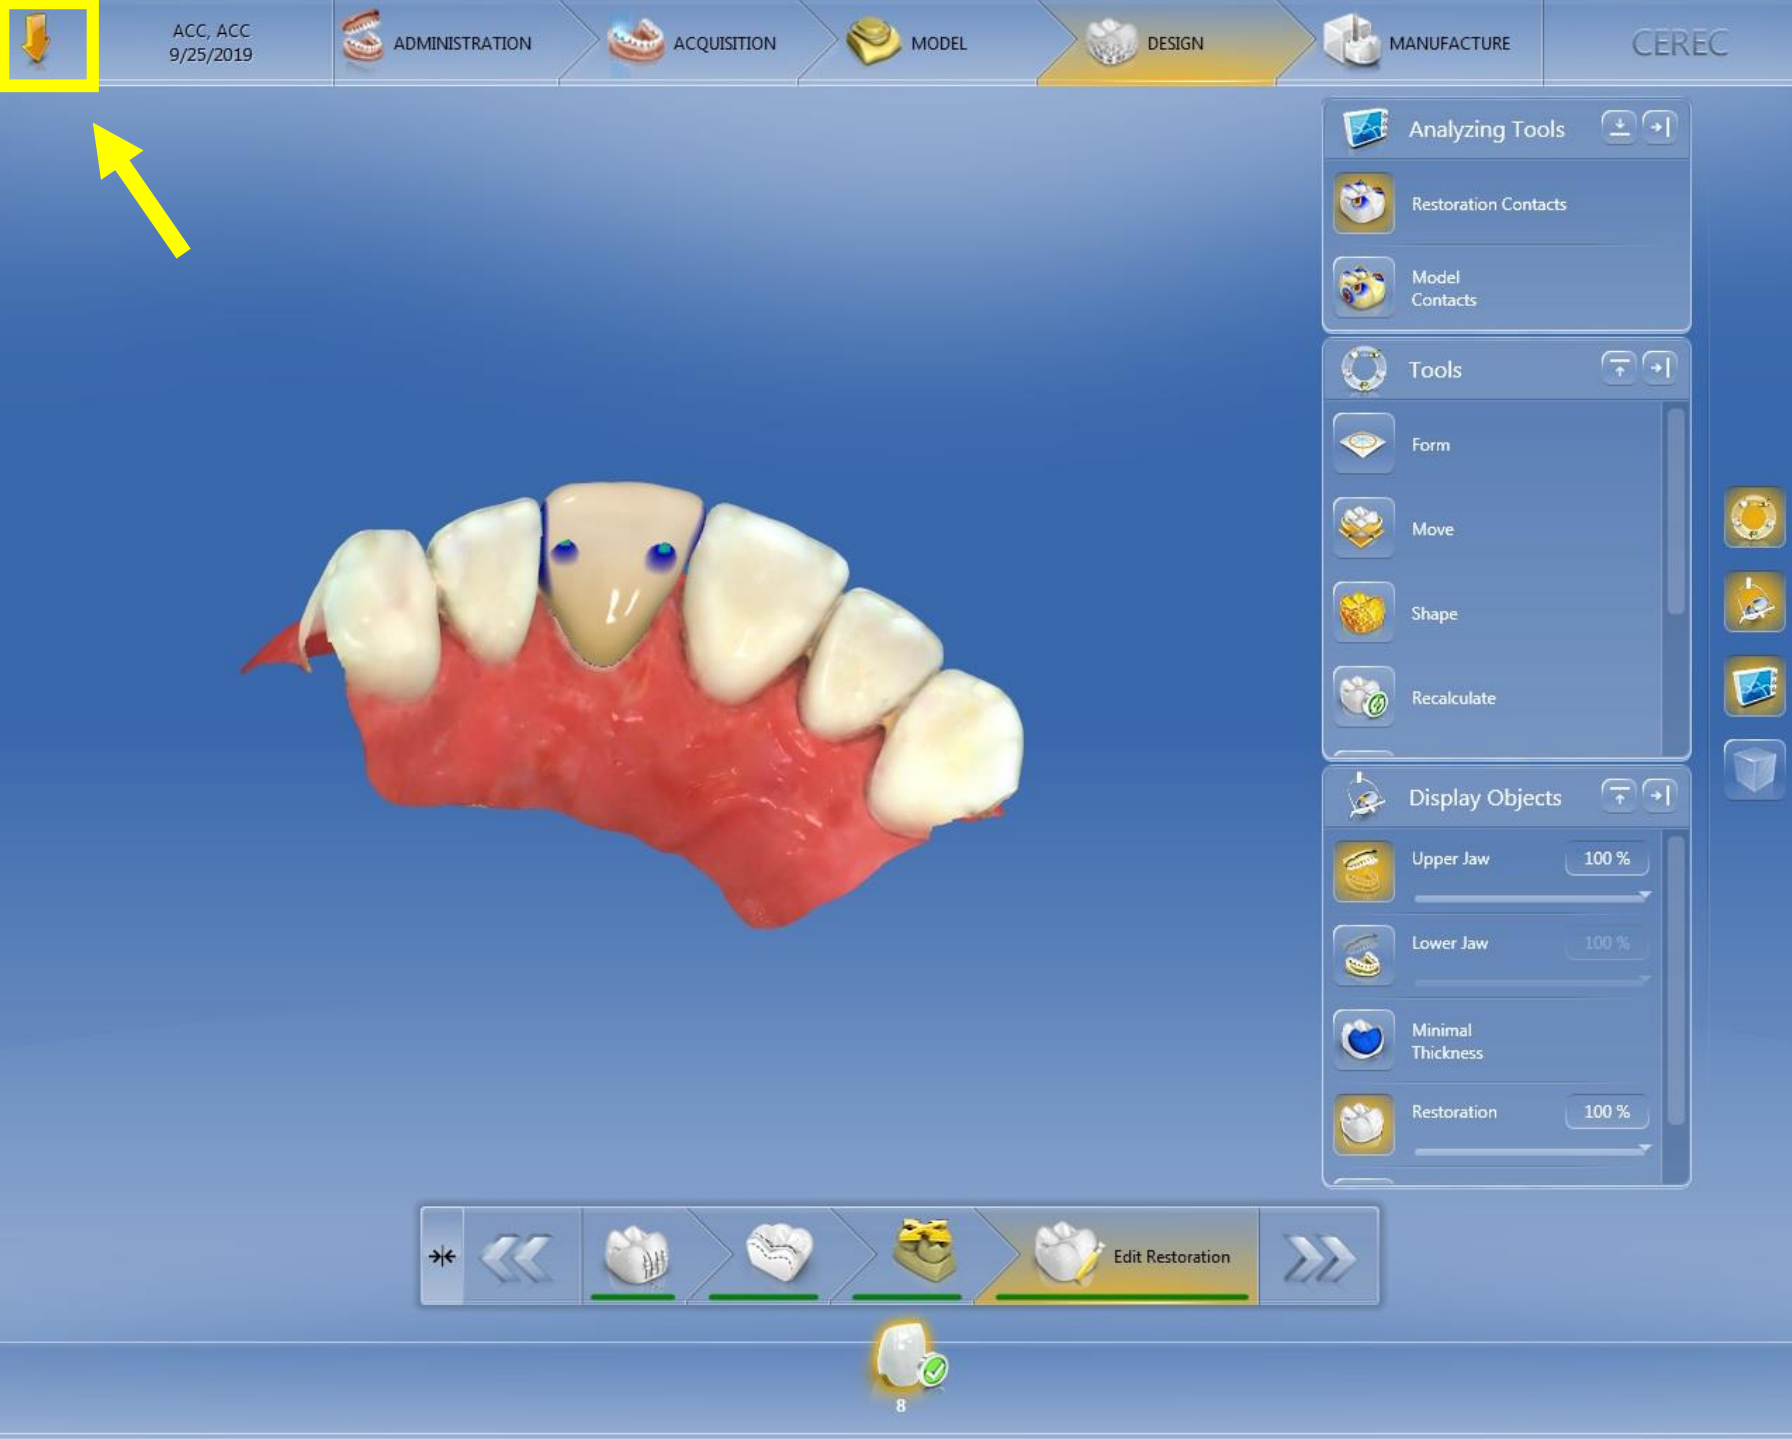 ACC, ACC
9/25/2019
ADMINISTRATION
ACQUISITION
MODEL
DESIGN
MANUFACTURE
CEREC
Analyzing Tools
Restoration Contacts
Model
Contacts
Tools
Form
Move
Shape
Recalculate
Display Objects
Upper Jaw 100 %
Lower Jaw 100 %
Minimal
Thickness
Restoration 100 %
Edit Restoration
8